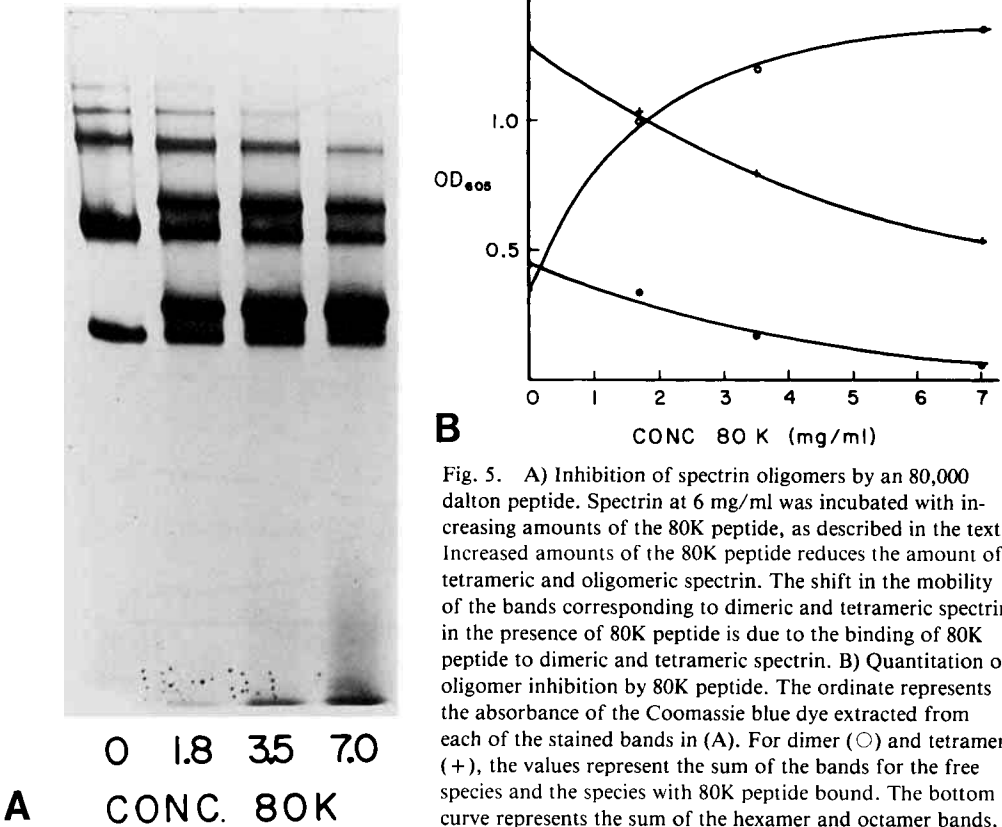 1.0
OD605
0.5
0 1 2 3 4 5 6 7
B
CONC 80 K (mg/ml)
0 1.8 3.5 7.0
A CONC. 80K
Fig. 5. A) Inhibition of spectrin oligomers by an 80,000
dalton peptide. Spectrin at 6 mg/ml was incubated with in-
creasing amounts of the 80K peptide, as described in the text
Increased amounts of the 80K peptide reduces the amount of
tetrameric and oligomeric spectrin. The shift in the mobility
of the bands corresponding to dimeric and tetrameric spectrin
in the presence of 80K peptide is due to the binding of 80K
peptide to dimeric and tetrameric spectrin. B) Quantitation o
oligomer inhibition by 80K peptide. The ordinate represents
the absorbance of the Coomassie blue dye extracted from
each of the stained bands in (A). For dimer (○) and tetramer
(+), the values represent the sum of the bands for the free
species and the species with 80K peptide bound. The bottom
curve represents the sum of the hexamer and octamer bands.